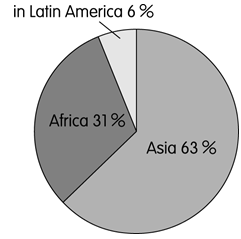 in Latin America 6 %
Africa 31 %
Asia 63 %